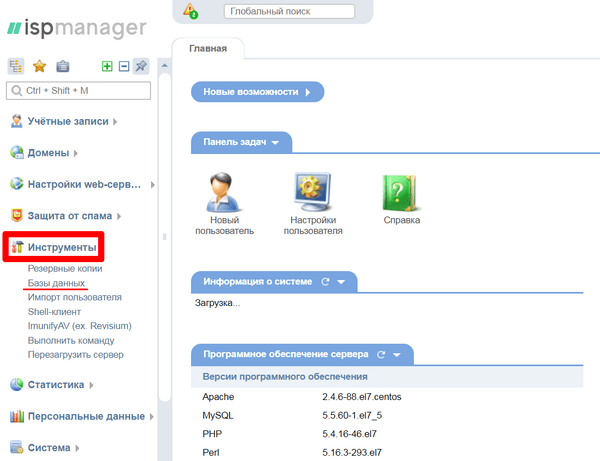 ispmanager
2
Глобальный поиск
Главная
Ctrl + Shift + M
Учётные записи
Домены
Настройки web-серв...
Защита от спама
Инструменты
Резервные копии
Базы данных
Импорт пользователя
Shell-клиент
ImunifyAV (ex. Revisium)
Выполнить команду
Перезагрузить сервер
Статистика
Персональные данные
Система
Новые возможности
Панель задач
Новый
пользователь
Настройки
пользователя
Справка
Информация о системе
Загрузка...
Программное обеспечение сервера
Версии программного обеспечения
Apache 2.4.6-88.el7.centos
MySQL 5.5.60-1.el7_5
PHP 5.4.16-46.el7
Perl 5.16.3-293.el7